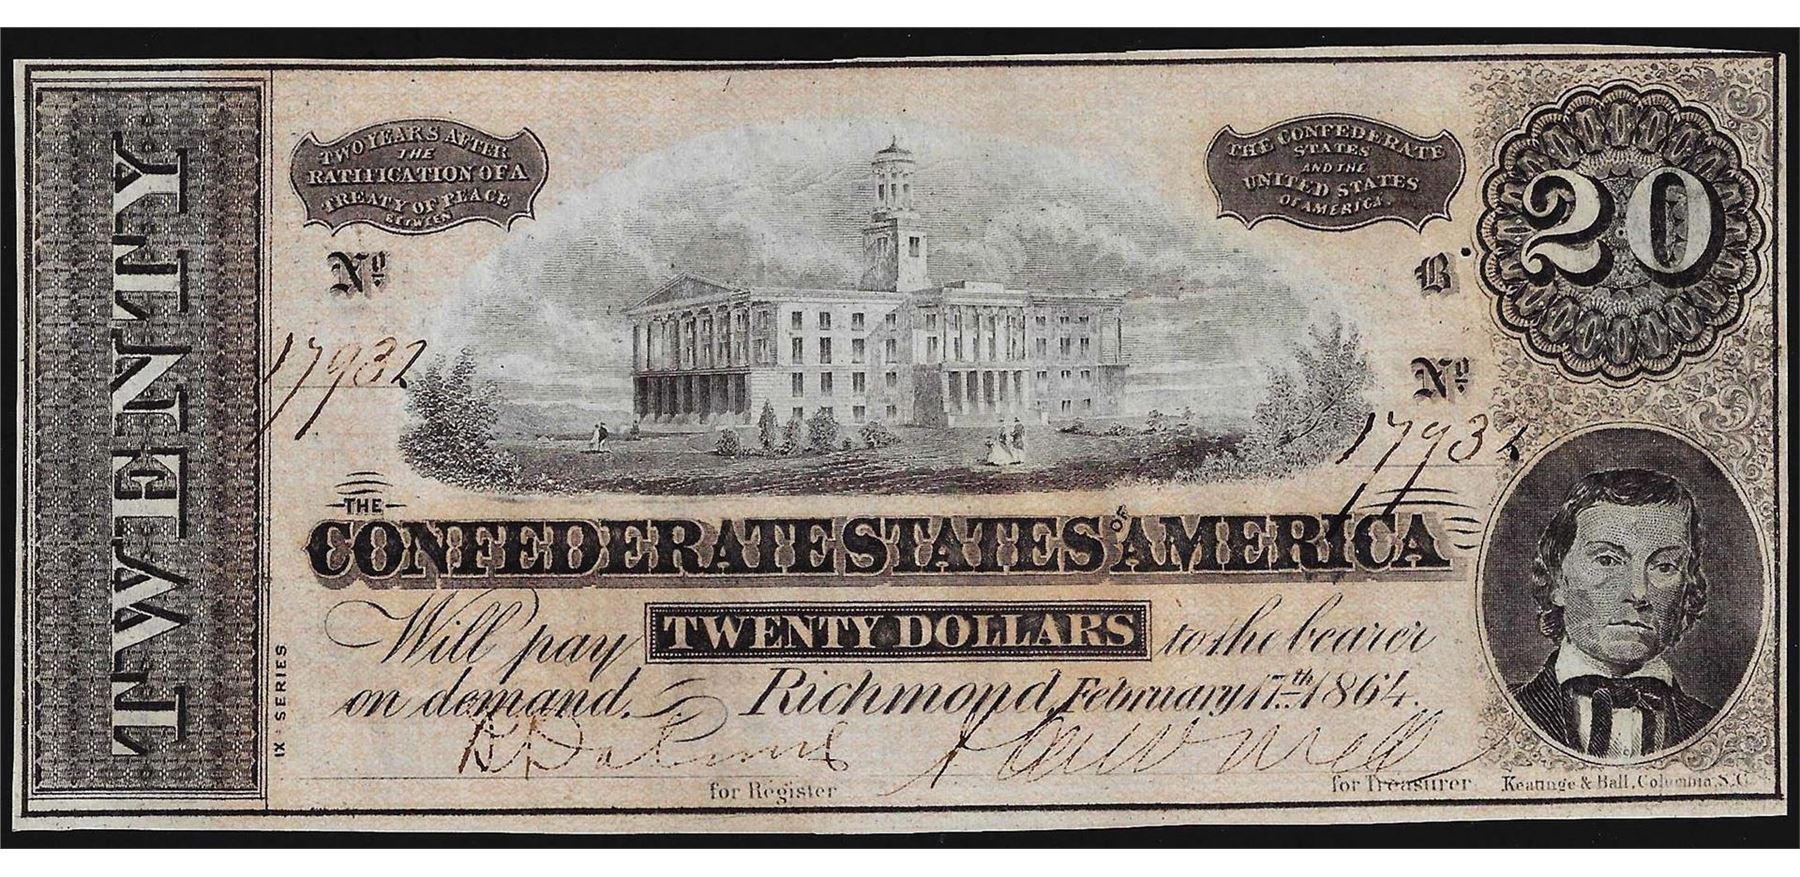 TWENTY
TWO YEARS AFTER
THE
RATIFICATION OF A
TREATY OF PEACE
BETWEEN
THE CONFEDERATE
STATES
AND THE
UNITED STATES
OF AMERICA.
20
No
17932
B
No
17932
THE
CONFEDERATE STATES OF AMERICA
Will pay TWENTY DOLLARS to the bearer
on demand. Richmond February 17th 1864.
IX SERIES
for Register
for Treasurer
Keatinge & Ball, Columbia, S.C.